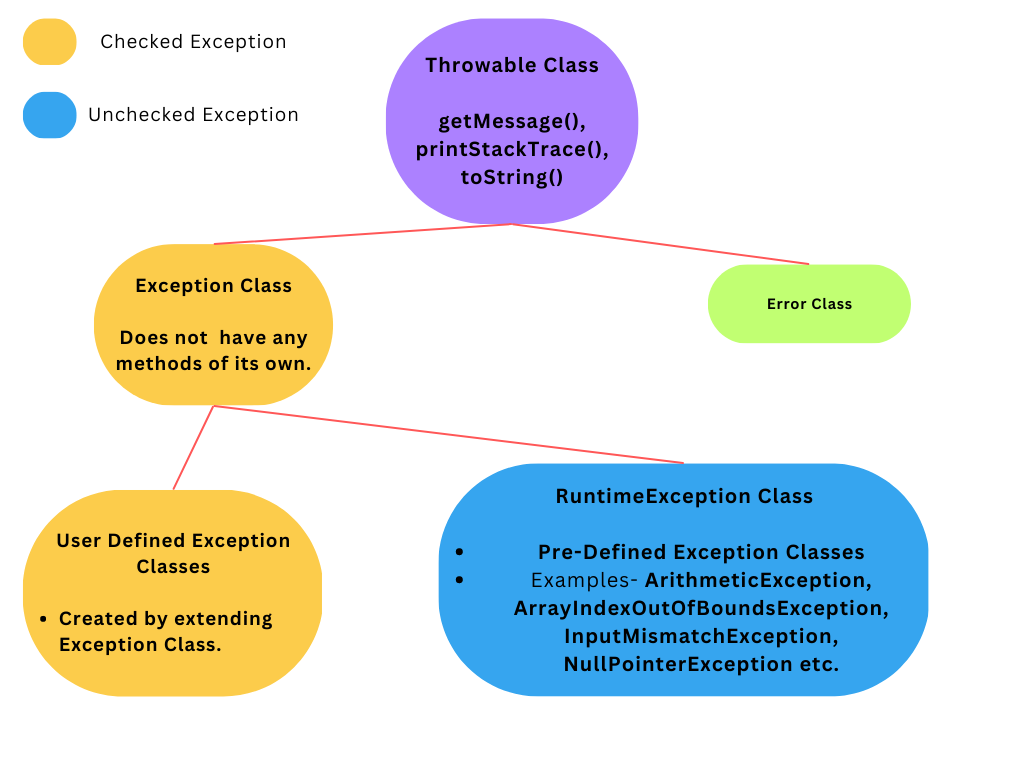 Checked Exception
Unchecked Exception
Throwable Class
getMessage(),
printStackTrace(),
toString()
Exception Class
Does not  have any
methods of its own.
Error Class
User Defined Exception
Classes
• Created by extending
Exception Class.
RuntimeException Class
• Pre-Defined Exception Classes
• Examples- ArithmeticException,
ArrayIndexOutOfBoundsException,
InputMismatchException,
NullPointerException etc.